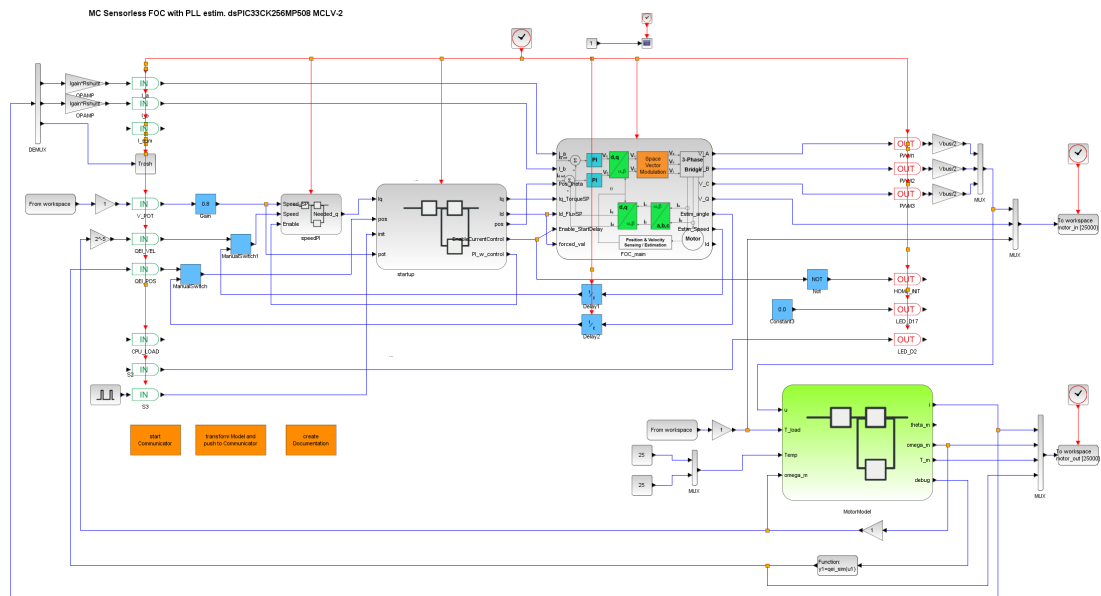 MC Sensorless FOC with PLL estim. dsPIC33CK256MP508 MCLV-2
1
Igain*Rshunt
OPAMP
IN
I_a
Igain*Rshunt
OPAMP
IN
IN
DEMUX
Trash
From workspace
1
IN
V_POT
0.8
Gain
2^-5
IN
QEI_VEL
ManualSwitch1
IN
QEI_POS
ManualSwitch
IN
CPU_LOAD
S2
IN
IN
S3
Speed
Enable
Needed_q
speedPI
Iq
pos
init
pot
Iq
Id
pos
EnableCurrentControl
PI_w_control
startup
I_b
Iq_TorqueSP
Id_FluxSP
Enable_StartDelay
forced_val
PI
PI
d,q
α,β
Space
Vector
Modulation
3-Phase
Bridge
d,q
α,β
α,β
a,b,c
Position & Velocity
Sensing / Estimation
Motor
V_A
V_C
Estim_angle
Id
FOC_main
Delay1
Delay2
OUT
PWM1
Vbus/2
OUT
PWM2
Vbus/2
OUT
PWM3
Vbus/2
MUX
MUX
To workspace
motor_in [25000]
NOT
Not
OUT
0.0
Constant3
OUT
LED_D17
OUT
LED_D2
start
Communicator
transform Model and
push to Communicator
create
Documentation
From workspace
1
25
25
MUX
u
T_load
Temp
omega_m
i
theta_m
omega_m
T_m
debug
MotorModel
MUX
To workspace
motor_out [25000]
1
Function:
y1=qei_sim(u1)